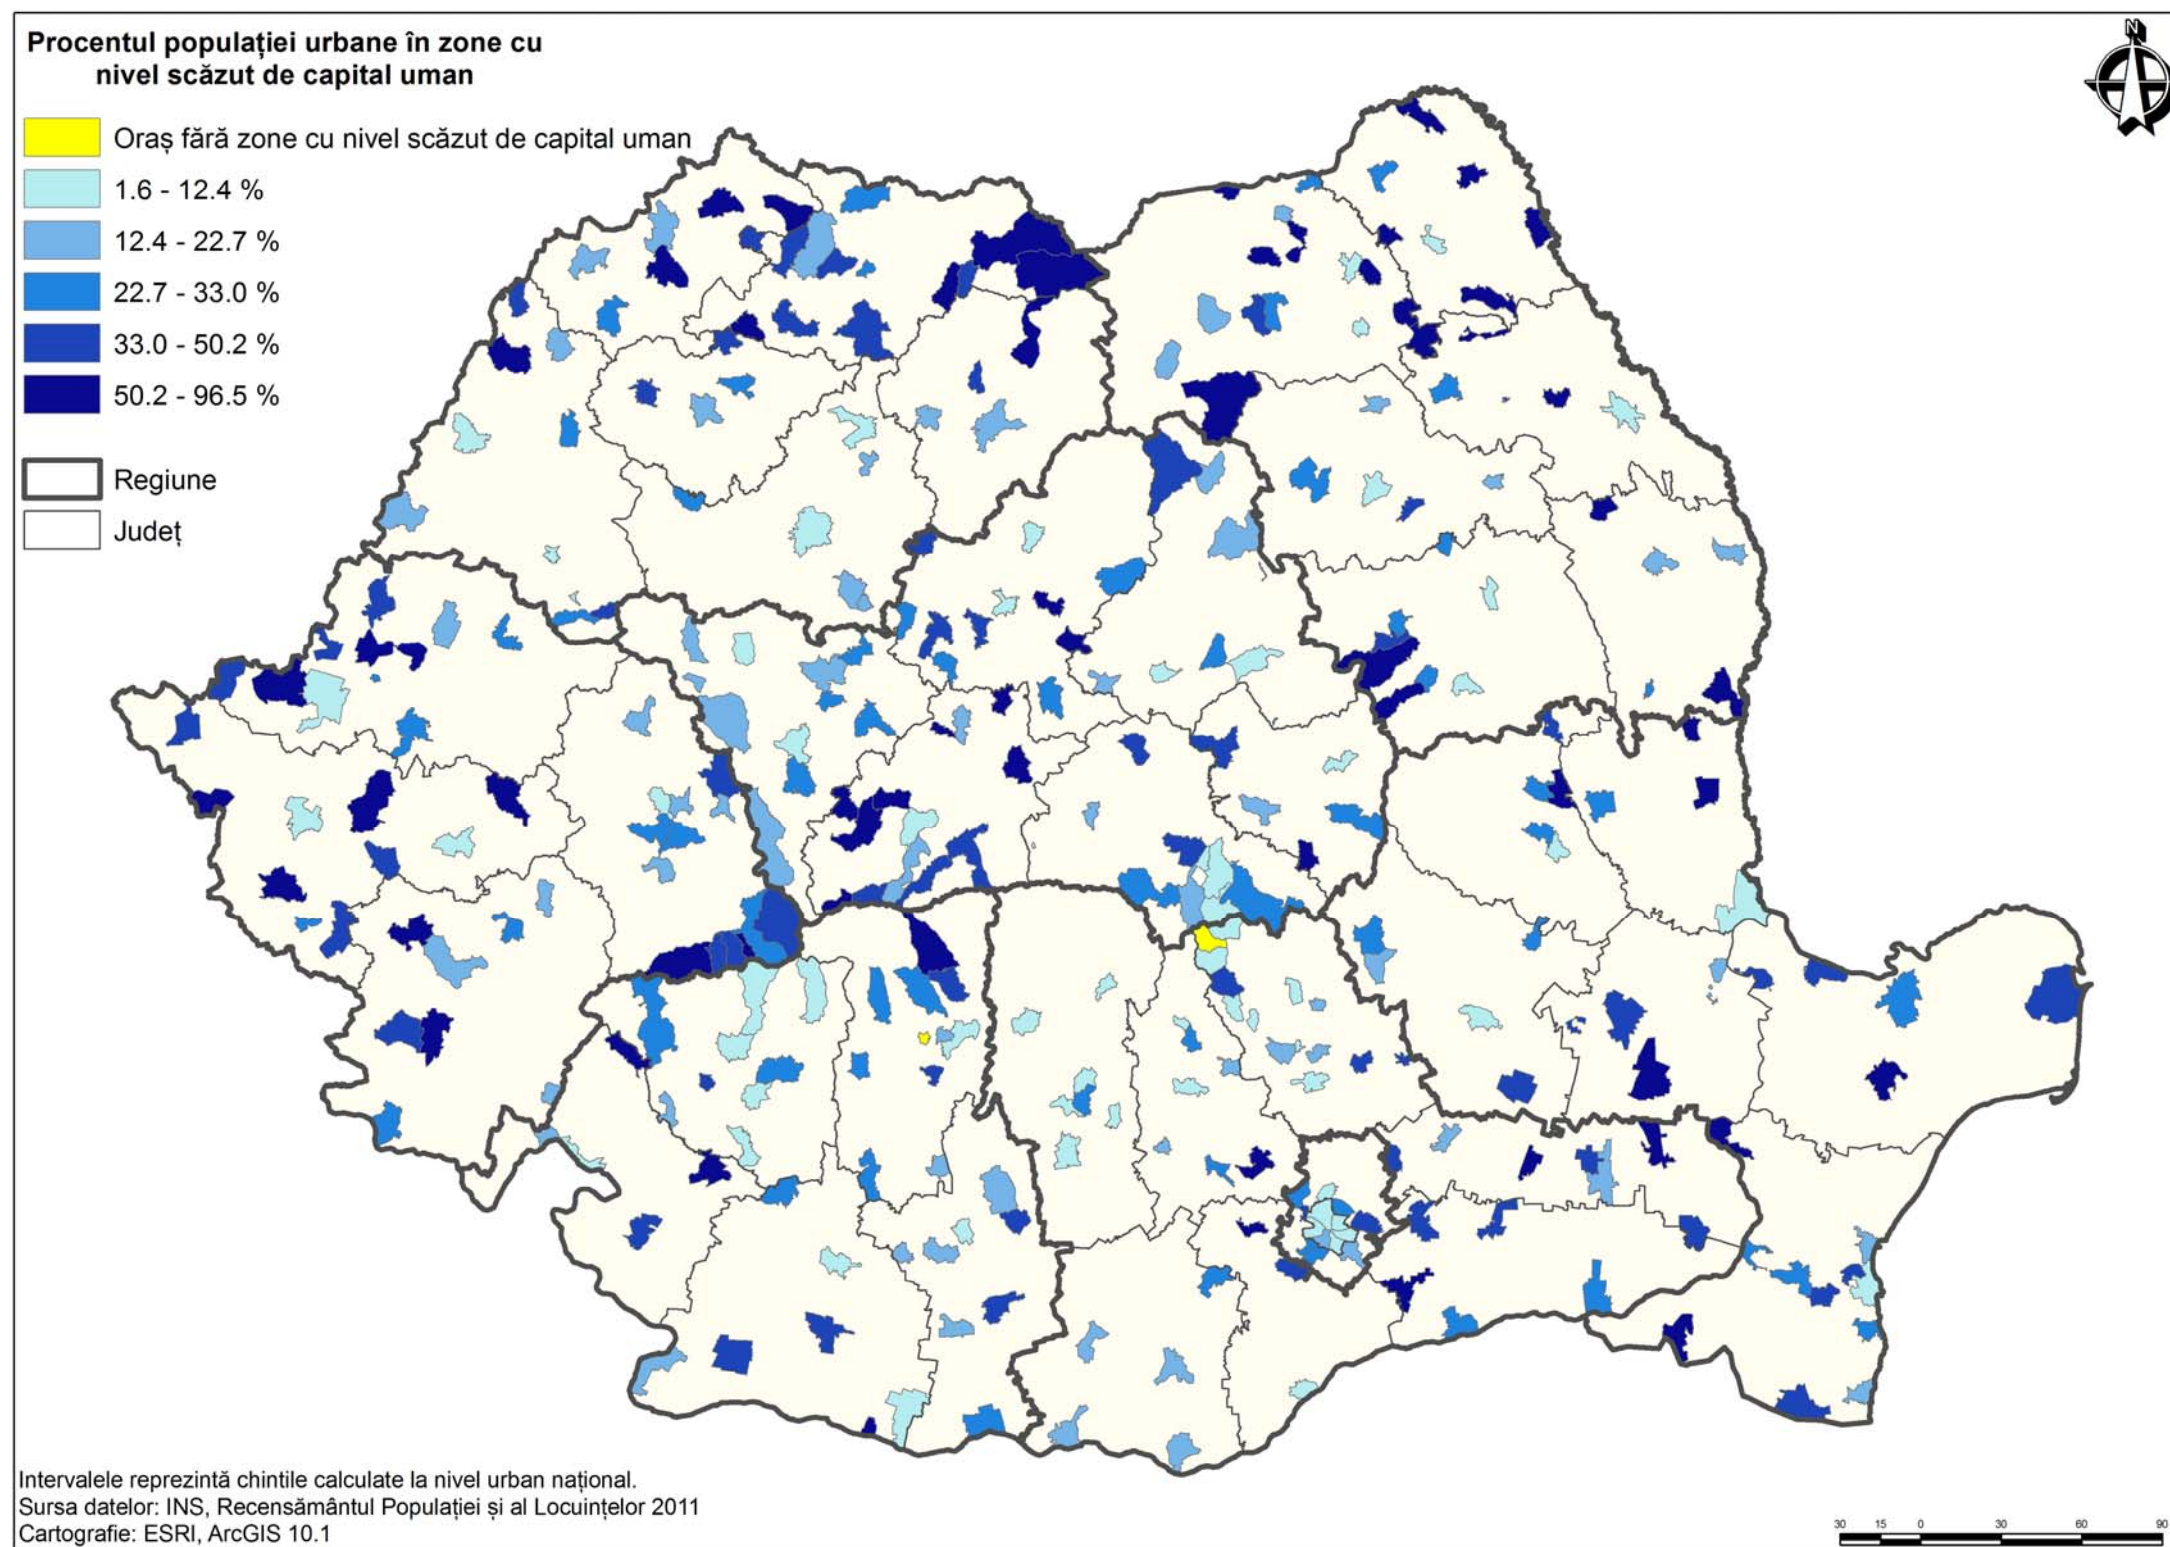 Procentul populației urbane în zone cu
nivel scăzut de capital uman
Oraș fără zone cu nivel scăzut de capital uman
1.6 - 12.4 %
12.4 - 22.7 %
22.7 - 33.0 %
33.0 - 50.2 %
50.2 - 96.5 %
Regiune
Județ
N
Intervalele reprezintă chintile calculate la nivel urban național.
Sursa datelor: INS, Recensământul Populației și al Locuințelor 2011
Cartografie: ESRI, ArcGIS 10.1
30 15 0 30 60 90